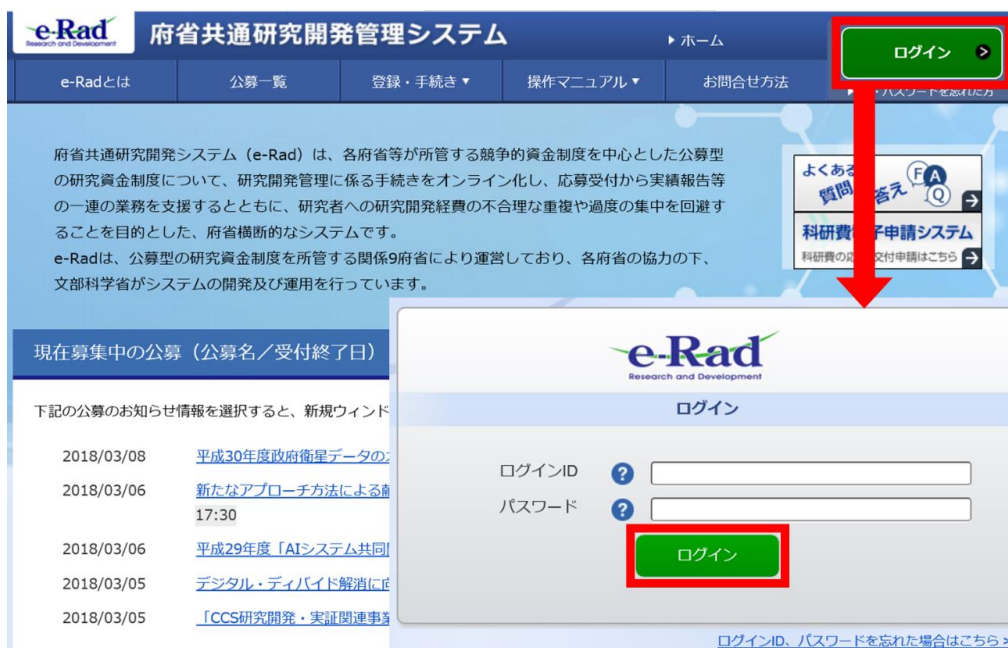 e-Rad
Research and Development
府省共通研究開発管理システム
ホーム
ログイン
パスワードを忘れた方
e-Radとは
公募一覧
登録・手続き▼
操作マニュアル▼
お問合せ方法
府省共通研究開発システム（e-Rad）は、各府省等が所管する競争的資金制度を中心とした公募型
の研究資金制度について、研究開発管理に係る手続きをオンライン化し、応募受付から実績報告等
の一連の業務を支援するとともに、研究者への研究開発経費の不合理な重複や過度の集中を回避す
ることを目的とした、府省横断的なシステムです。
e-Radは、公募型の研究資金制度を所管する関係9府省により運営しており、各府省の協力の下、
文部科学省がシステムの開発及び運用を行っています。
よくある
質問 答え
FAQ
科研費 子申請システム
科研費の 交付申請はこちら
現在募集中の公募（公募名／受付終了日）
下記の公募のお知らせ情報を選択すると、新規ウィンド
2018/03/08 平成30年度政府衛星データの
2018/03/06 新たなアプローチ方法による
17:30
2018/03/06 平成29年度「AIシステム共同
2018/03/05 デジタル・ディバイド解消に向
2018/03/05 「CCS研究開発・実証関連事業
e-Rad
Research and Development
ログイン
ログインID
パスワード
ログイン
ログインID、パスワードを忘れた場合はこちら